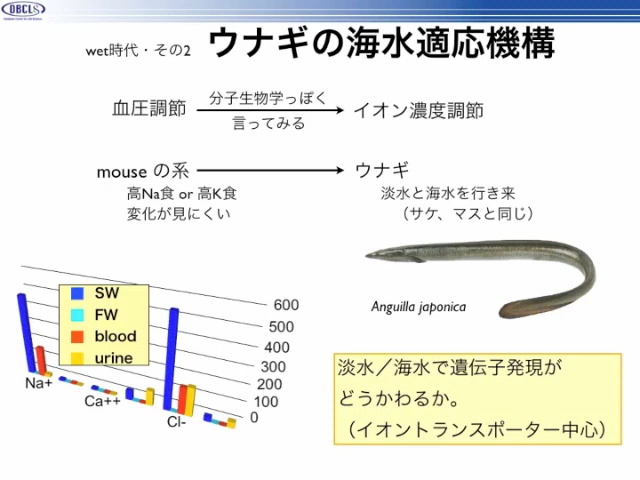 DBCLS
wet時代・その2 ウナギの海水適応機構
血圧調節
分子生物学っぽく
言ってみる
イオン濃度調節
mouse の系
高Na食 or 高K食
変化が見にくい
ウナギ
淡水と海水を行き来
（サケ、マスと同じ）
SW
FW
blood
urine
600
500
400
300
200
100
0
Na+
Ca++
Cl-
Anguilla japonica
淡水／海水で遺伝子発現が
どうかわるか。
（イオントランスポーター中心）